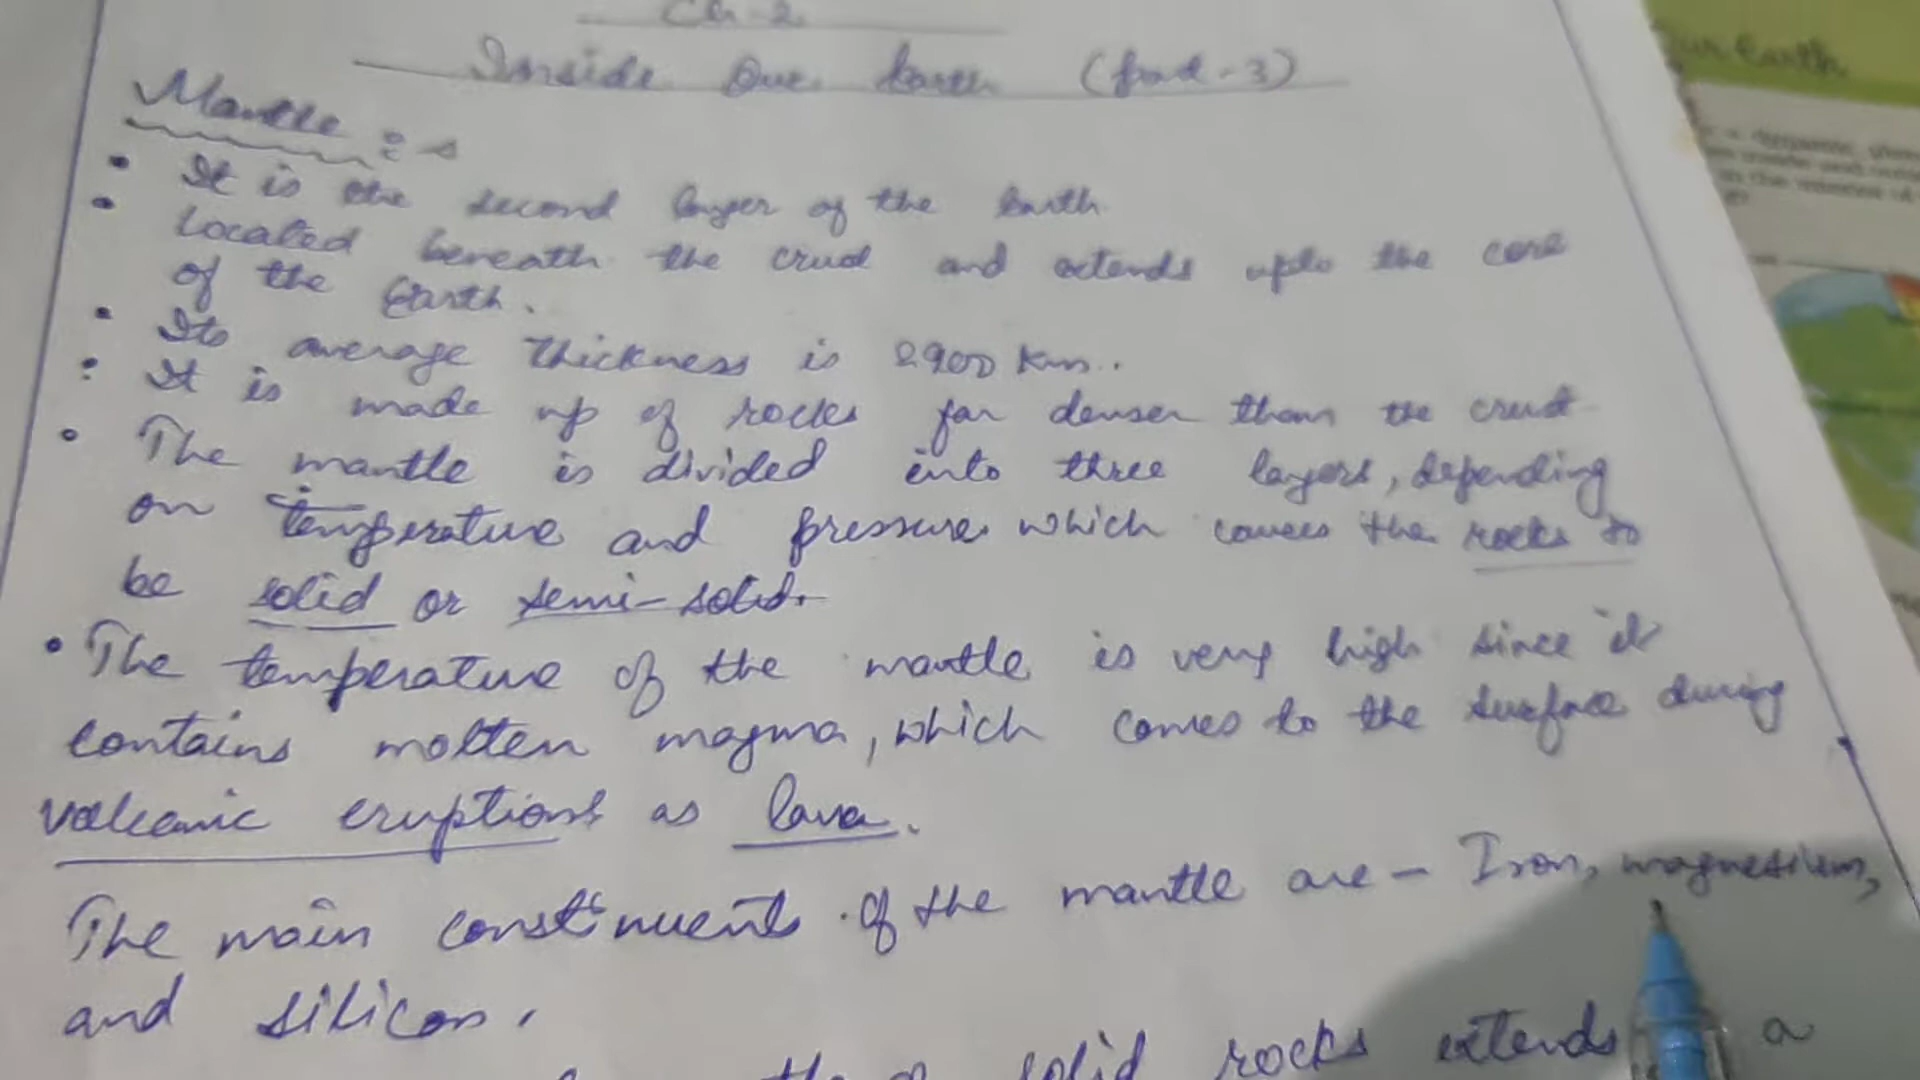 Ch-2
Inside Our Earth (Part-3)
Mantle :-
• It is the second layer of the Earth
• Located beneath the crust and extends upto the core
of the Earth.
• Its average thickness is 2900 Km.
• It is made up of rocks far denser than the crust
• The mantle is divided into three layers, depending
on temperature and pressure which causes the rocks to
be solid or semi-solid.
• The temperature of the mantle is very high since it
contains molten magma, which comes to the surface during
volcanic eruptions as lava.
The main constinuents of the mantle are - Iron, magnesium,
and silicon.
solid rocks extends a
ur Earth